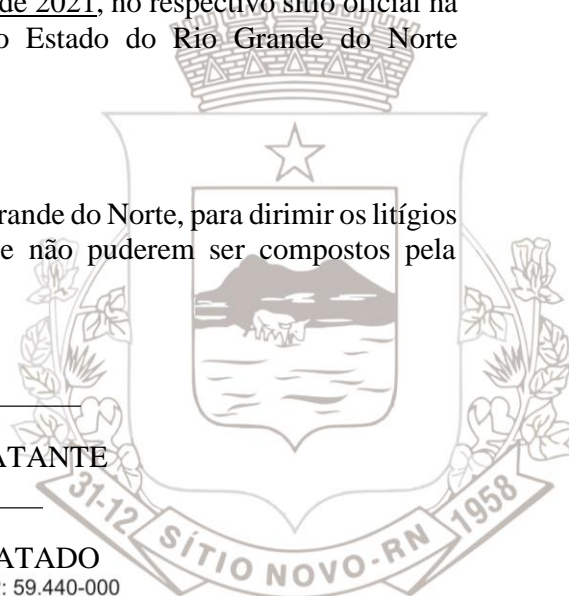 de 2021, no respectivo sítio oficial na
o Estado do Rio Grande do Norte
rande do Norte, para dirimir os litígios
e não puderem ser compostos pela
ATANTE
31-12 SÍTIO NOVO-RN 1958
ATADO
: 59.440-000